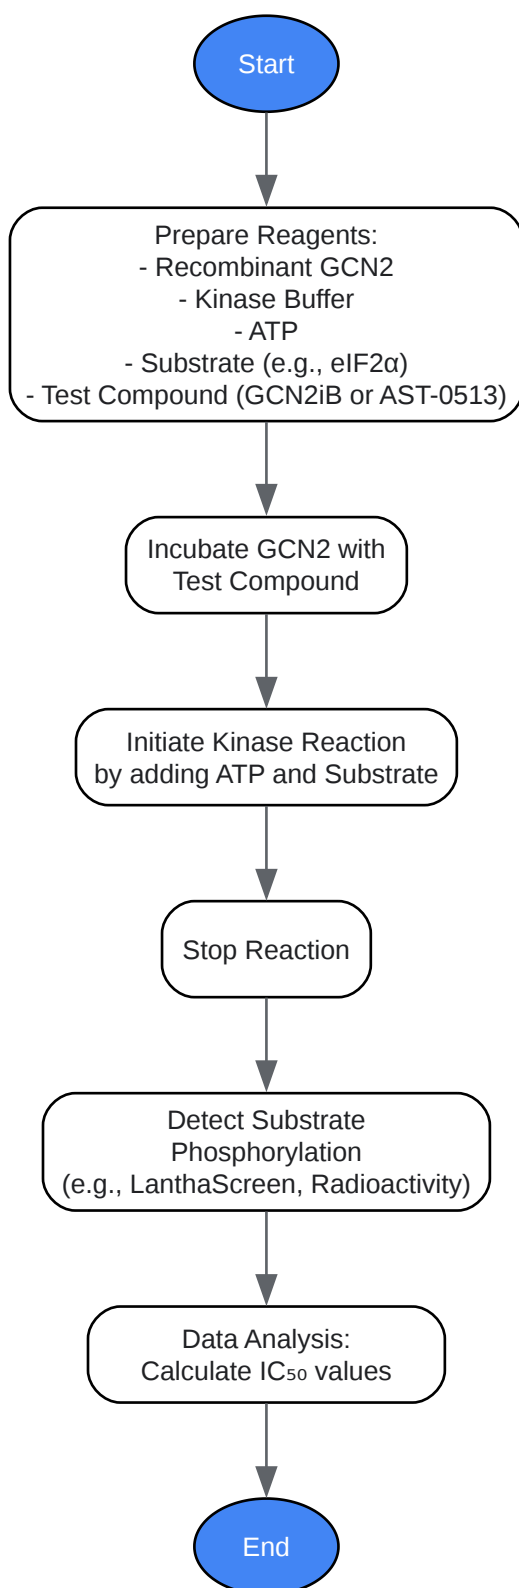 Start
Prepare Reagents:
- Recombinant GCN2
- Kinase Buffer
- ATP
- Substrate (e.g., eIF2α)
- Test Compound (GCN2iB or AST-0513)
Incubate GCN2 with
Test Compound
Initiate Kinase Reaction
by adding ATP and Substrate
Stop Reaction
Detect Substrate
Phosphorylation
(e.g., LanthaScreen, Radioactivity)
Data Analysis:
Calculate IC₅₀ values
End